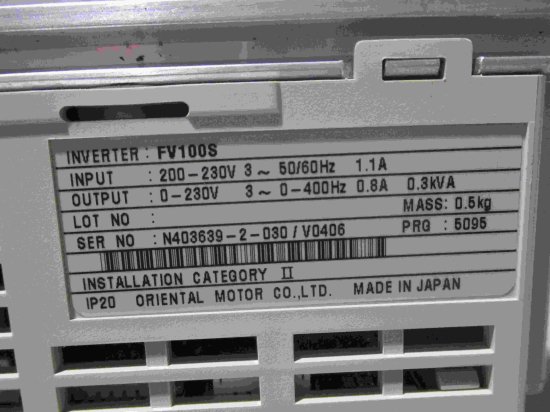 INVERTER : FV100S
INPUT : 200-230V 3~ 50/60Hz 1.1A
OUTPUT : 0-230V 3~ 0-400Hz 0.8A 0.3kVA
LOT NO : MASS: 0.5kg
SER NO : N403639-2-030/V0406 PRG : 5095
INSTALLATION CATEGORY II
IP20 ORIENTAL MOTOR CO.,LTD. MADE IN JAPAN